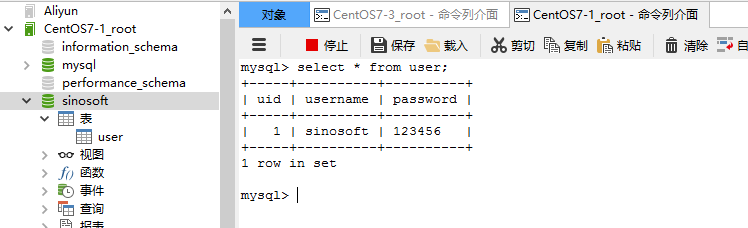 Aliyun
CentOS7-1_root
information_schema
mysql
performance_schema
sinosoft
表
user
视图
函数
事件
查询
报表
对象
CentOS7-3_root - 命令列介面
CentOS7-1_root - 命令列介面
停止
保存
载入
剪切
复制
粘贴
清除
mysql> select * from user;
+-----+----------+----------+
| uid | username | password |
+-----+----------+----------+
|   1 | sinosoft | 123456   |
+-----+----------+----------+
1 row in set
mysql>